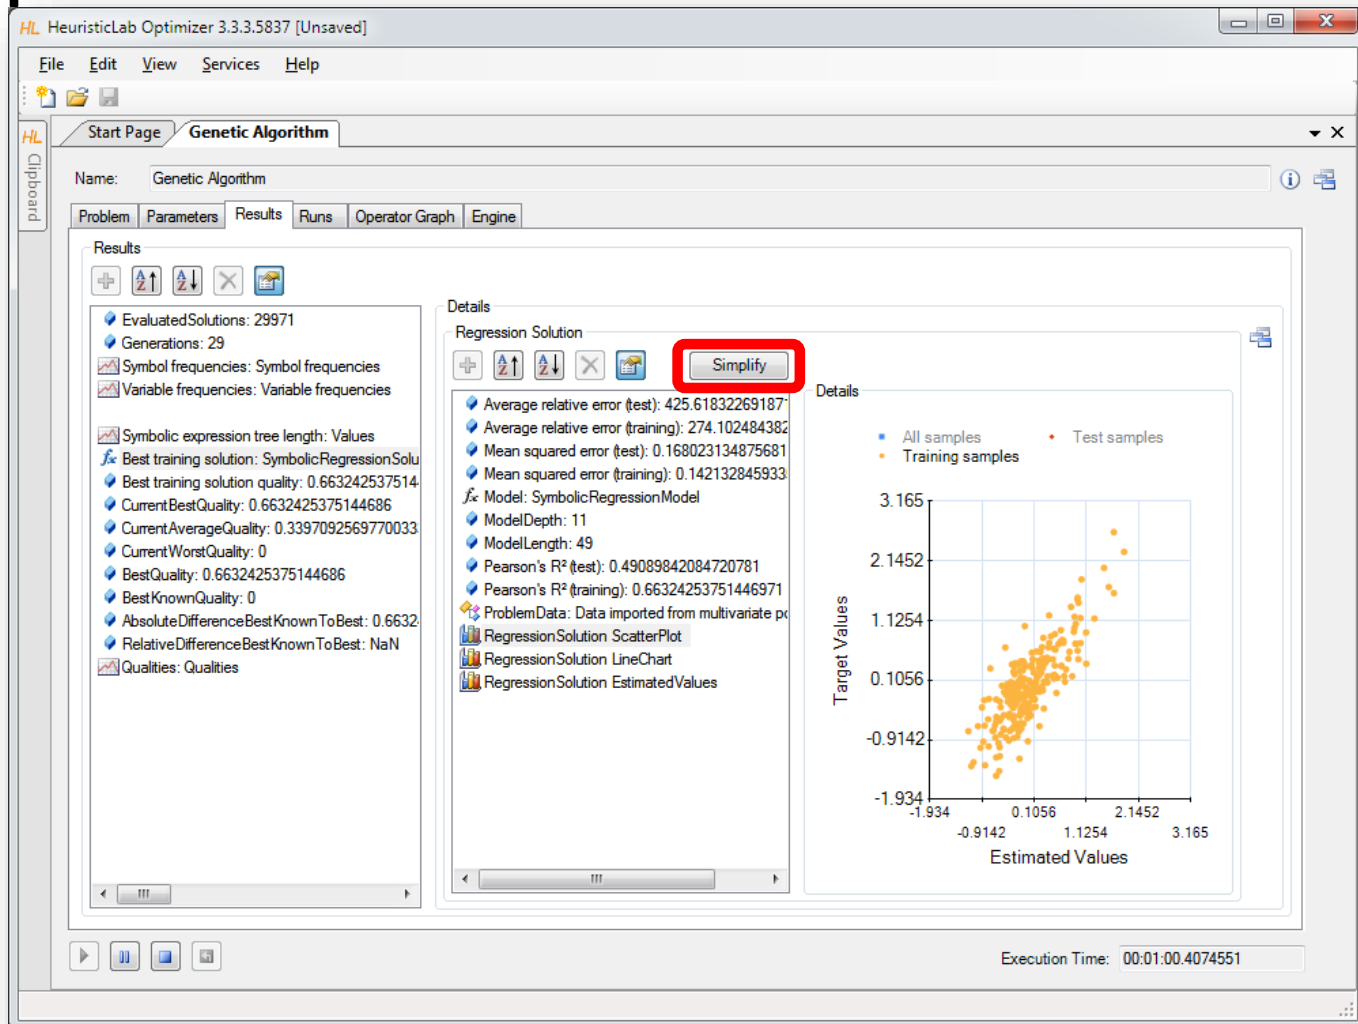 HL HeuristicLab Optimizer 3.3.3.5837 [Unsaved]
File Edit View Services Help
HL Clipboard
Start Page Genetic Algorithm
Name: Genetic Algorithm
Problem Parameters Results Runs Operator Graph Engine
Results
EvaluatedSolutions: 29971
Generations: 29
Symbol frequencies: Symbol frequencies
Variable frequencies: Variable frequencies
Symbolic expression tree length: Values
Best training solution: SymbolicRegressionSolu
Best training solution quality: 0.663242537514
CurrentBestQuality: 0.6632425375144686
CurrentAverageQuality: 0.3397092569770033
CurrentWorstQuality: 0
BestQuality: 0.6632425375144686
BestKnownQuality: 0
AbsoluteDifferenceBestKnownToBest: 0.6632
RelativeDifferenceBestKnownToBest: NaN
Qualities: Qualities
Details
Regression Solution
Simplify
Average relative error (test): 425.6183226918
Average relative error (training): 274.102484382
Mean squared error (test): 0.168023134875681
Mean squared error (training): 0.142132845933
Model: SymbolicRegressionModel
ModelDepth: 11
ModelLength: 49
Pearson's R² (test): 0.49089842084720781
Pearson's R² (training): 0.66324253751446971
ProblemData: Data imported from multivariate po
RegressionSolution ScatterPlot
RegressionSolution LineChart
RegressionSolution EstimatedValues
Details
All samples Test samples
Training samples
3.165
2.1452
1.1254
0.1056
-0.9142
-1.934
Target Values
-1.934 0.1056 2.1452
-0.9142 1.1254 3.165
Estimated Values
Execution Time: 00:01:00.4074551